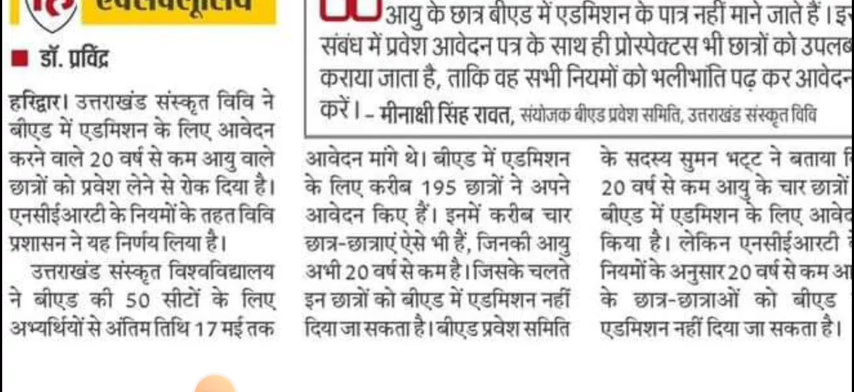 एक्सक्लूसिव
■ डॉ. प्रविंद्र
आयु के छात्र बीएड में एडमिशन के पात्र नहीं माने जाते हैं।
संबंध में प्रवेश आवेदन पत्र के साथ ही प्रोस्पेक्टस भी छात्रों को
कराया जाता है, ताकि वह सभी नियमों को भलीभांति पढ़ कर
करें। – मीनाक्षी सिंह रावत, संयोजक बीएड प्रवेश समिति, उत्तराखंड संस्कृत विवि
हरिद्वार। उत्तराखंड संस्कृत विवि ने
बीएड में एडमिशन के लिए आवेदन
करने वाले 20 वर्ष से कम आयु वाले
छात्रों को प्रवेश लेने से रोक दिया है।
एनसीईआरटी के नियमों के तहत विवि
प्रशासन ने यह निर्णय लिया है।
उत्तराखंड संस्कृत विश्वविद्यालय
ने बीएड की 50 सीटों के लिए
अभ्यर्थियों से अंतिम तिथि 17 मई तक
आवेदन मांगे थे। बीएड में एडमिशन
के लिए करीब 195 छात्रों ने अपने
आवेदन किए हैं। इनमें करीब चार
छात्र-छात्राएं ऐसे भी हैं, जिनकी आयु
अभी 20 वर्ष से कम है। जिसके चलते
इन छात्रों को बीएड में एडमिशन नहीं
दिया जा सकता है। बीएड प्रवेश समिति
के सदस्य सुमन भट्ट ने बताया
20 वर्ष से कम आयु के चार छात्रों
बीएड में एडमिशन के लिए
किया है। लेकिन एनसीईआरटी
नियमों के अनुसार 20 वर्ष से कम
के छात्र-छात्राओं को बीएड
एडमिशन नहीं दिया जा सकता है।